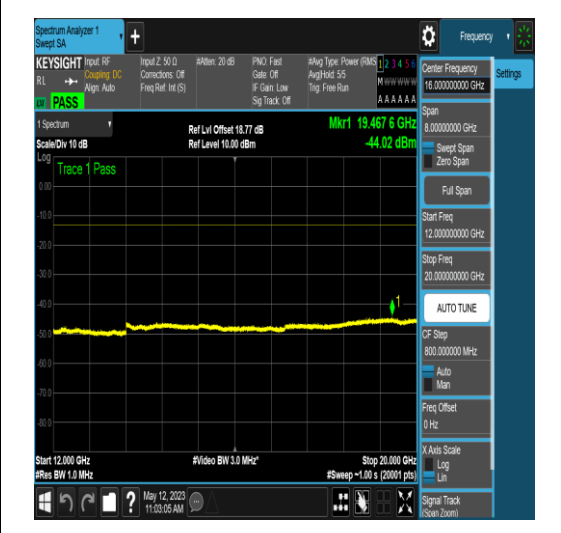 Spectrum Analyzer 1
Swept SA
+
Frequency
KEYSIGHT Input: RF
RL Coupling: DC
Align: Auto
Input Z: 50 Ω
Corrections: Off
Freq Ref: Int (S)
#Atten: 20 dB
PNO: Fast
Gate: Off
IF Gain: Low
Sig Track: Off
#Avg Type: Power (RMS
Avg|Hold: 5/5
Trig: Free Run
1 2 3 4 5 6
M W W W W W
A A A A A A
PASS
1 Spectrum
Scale/Div 10 dB
Log
Ref Lvl Offset 18.77 dB
Ref Level 10.00 dBm
Mkr1 19.467 6 GHz
-44.02 dBm
Trace 1 Pass
0.00
-10.0
-20.0
-30.0
-40.0
-50.0
-60.0
-70.0
-80.0
1
Start 12.000 GHz
#Res BW 1.0 MHz
#Video BW 3.0 MHz*
Stop 20.000 GHz
#Sweep ~1.00 s (20001 pts)
?
May 12, 2023
11:03:05 AM
Center Frequency
16.000000000 GHz
Settings
Span
8.00000000 GHz
Swept Span
Zero Span
Full Span
Start Freq
12.000000000 GHz
Stop Freq
20.000000000 GHz
AUTO TUNE
CF Step
800.000000 MHz
Auto
Man
Freq Offset
0 Hz
X Axis Scale
Log
Lin
Signal Track
(Span Zoom)